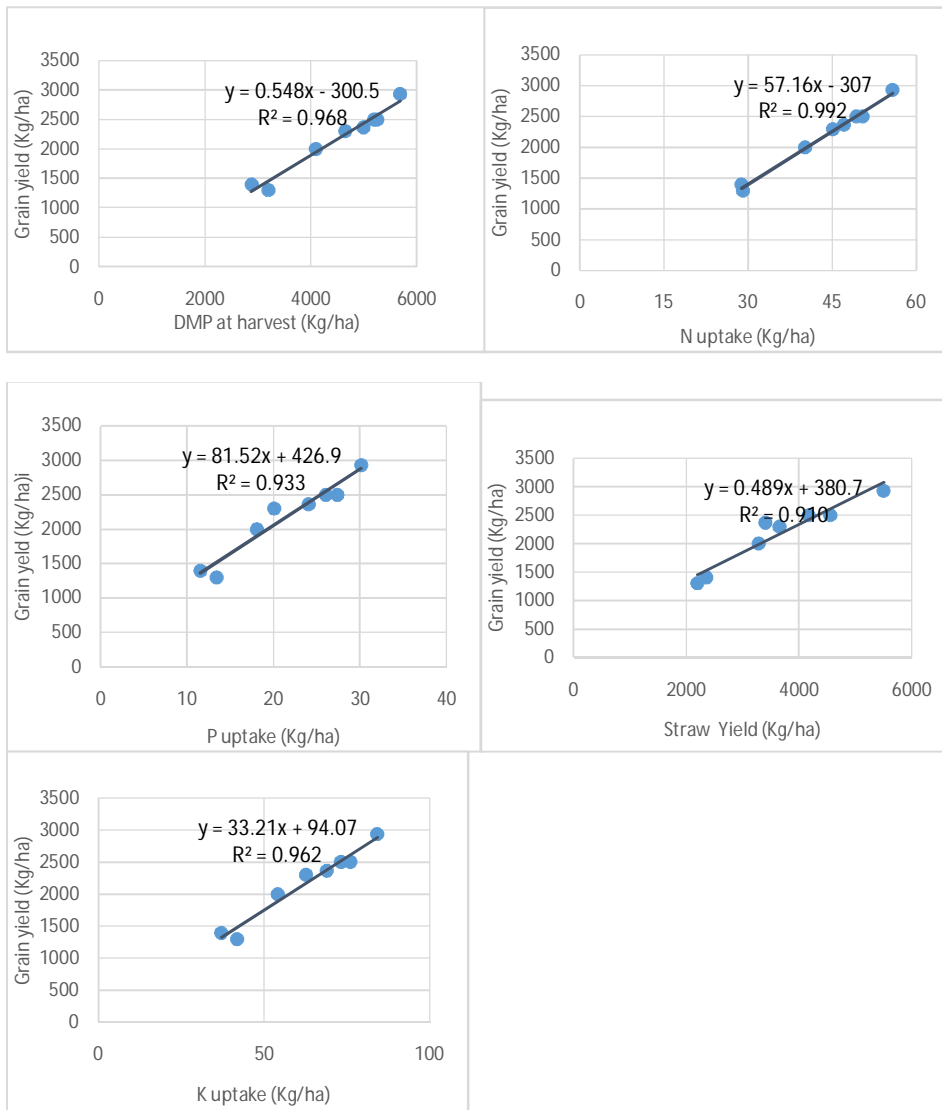 3500
3000
2500
2000
1500
1000
500
0
Grain yield (Kg/ha)
y = 0.548x - 300.5
R² = 0.968
0 2000 4000 6000
DMP at harvest (Kg/ha)
3500
3000
2500
2000
1500
1000
500
0
Grain yield (Kg/ha)
y = 57.16x - 307
R² = 0.992
0 15 30 45 60
N uptake (Kg/ha)
3500
3000
2500
2000
1500
1000
500
0
Grain yeld (Kg/ha)i
y = 81.52x + 426.9
R² = 0.933
0 10 20 30 40
P uptake (Kg/ha)
3500
3000
2500
2000
1500
1000
500
0
Grain yield (Kg/ha)
y = 0.489x + 380.7
R² = 0.910
0 2000 4000 6000
Straw Yield (Kg/ha)
3500
3000
2500
2000
1500
1000
500
0
Grain yield (Kg/ha)
y = 33.21x + 94.07
R² = 0.962
0 50 100
K uptake (Kg/ha)